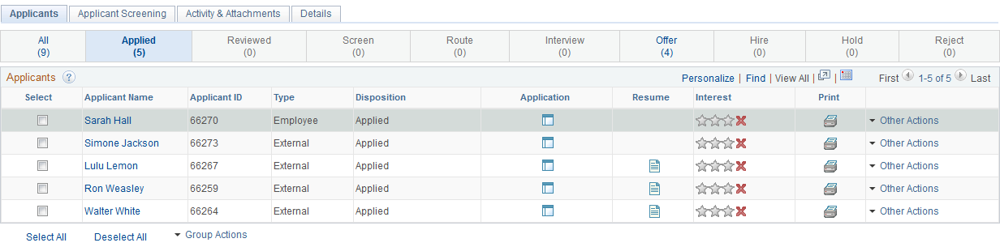 Applicants Applicant Screening Activity & Attachments Details
All Applied Reviewed Screen Route Interview Offer Hire Hold Reject
(9) (5) (0) (0) (0) (0) (4) (0) (0) (0)
Applicants ? Personalize | Find | View All | | First 1-5 of 5 Last
Select Applicant Name Applicant ID Type Disposition Application Resume Interest Print
Sarah Hall 66270 Employee Applied Other Actions
Simone Jackson 66273 External Applied Other Actions
Lulu Lemon 66267 External Applied Other Actions
Ron Weasley 66259 External Applied Other Actions
Walter White 66264 External Applied Other Actions
Select All Deselect All Group Actions